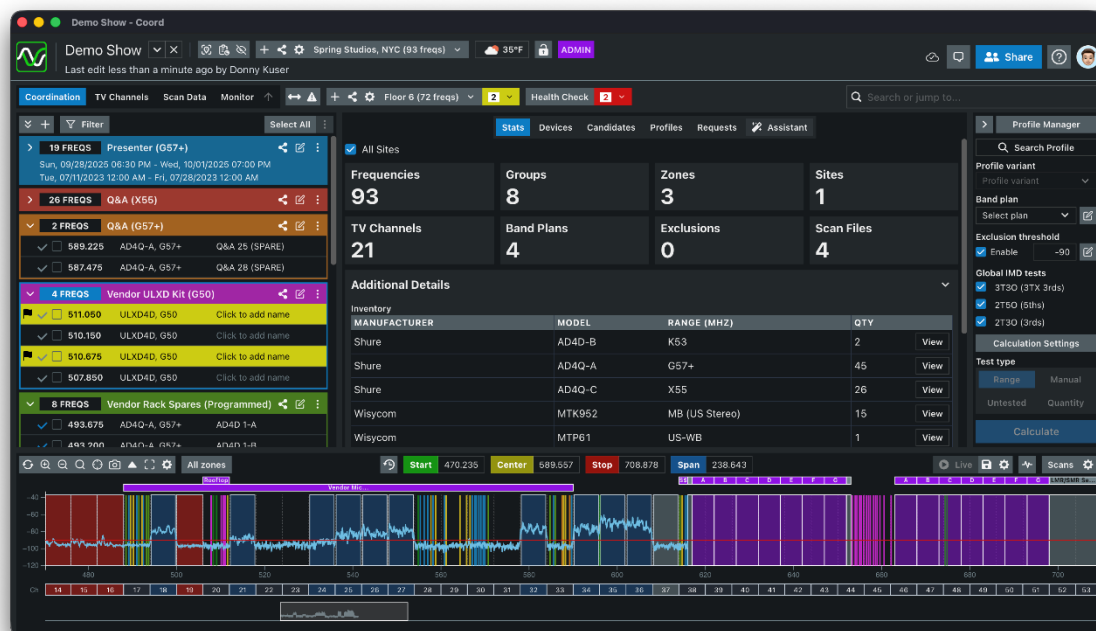 Demo Show - Coord
Demo Show
Spring Studios, NYC (93 freqs)
35°F
ADMIN
Share
Last edit less than a minute ago by Donny Kuser
Coordination TV Channels Scan Data Monitor
Floor 6 (72 freqs)
2
Health Check 2
Search or jump to...
Filter
Select All
19 FREQS Presenter (G57+)
Sun, 09/28/2025 06:30 PM - Wed, 10/01/2025 07:00 PM
Tue, 07/11/2023 12:00 AM - Fri, 07/28/2023 12:00 AM
26 FREQS Q&A (X55)
2 FREQS Q&A (G57+)
589.225 AD4Q-A, G57+ Q&A 25 (SPARE)
587.475 AD4Q-A, G57+ Q&A 28 (SPARE)
4 FREQS Vendor ULXD Kit (G50)
511.050 ULXD4D, G50 Click to add name
510.150 ULXD4D, G50 Click to add name
510.675 ULXD4D, G50 Click to add name
507.850 ULXD4D, G50 Click to add name
8 FREQS Vendor Rack Spares (Programmed)
493.675 AD4Q-A, G57+ AD4D 1-A
493.200 AD4Q-A, G57+ AD4D 1-B
Stats Devices Candidates Profiles Requests Assistant
All Sites
Frequencies
93
Groups
8
Zones
3
Sites
1
TV Channels
21
Band Plans
4
Exclusions
0
Scan Files
4
Additional Details
Inventory
MANUFACTURER MODEL RANGE (MHZ) QTY
Shure AD4D-B K53 2 View
Shure AD4Q-A G57+ 45 View
Shure AD4Q-C X55 26 View
Wisycom MTK952 MB (US Stereo) 15 View
Wisycom MTP61 US-WB 1 View
Profile Manager
Search Profile
Profile variant
Profile variant
Band plan
Select plan
Exclusion threshold
Enable -90
Global IMD tests
3T3O (3TX 3rds)
2T5O (5ths)
2T3O (3rds)
Calculation Settings
Test type
Range Manual
Untested Quantity
Calculate
All zones
Start 470.235 Center 589.557 Stop 708.878 Span 238.643
Live
Scans
Rooftop
Vendor Mic...
A B C D E F G
A B C D E F G
LMR/SMR Se...
-40
-60
-80
-100
-120
480 500 520 540 560 580 600 620 640 660 680 700
Ch 14 15 16 17 18 19 20 21 22 23 24 25 26 27 28 29 30 31 32 33 34 35 36 37 38 39 40 41 42 43 44 45 46 47 48 49 50 51 52 53